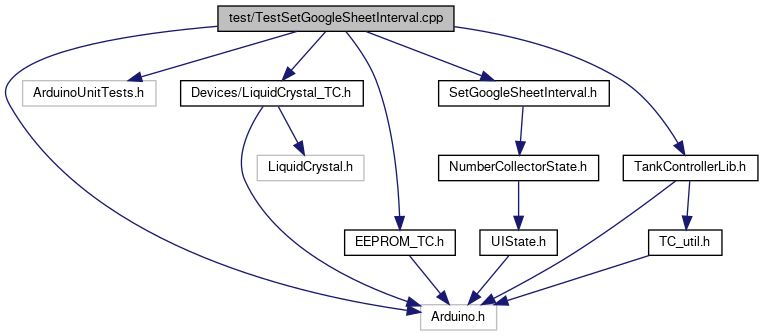 test/TestSetGoogleSheetInterval.cpp
ArduinoUnitTests.h
Devices/LiquidCrystal_TC.h
SetGoogleSheetInterval.h
LiquidCrystal.h
NumberCollectorState.h
TankControllerLib.h
EEPROM_TC.h
UIState.h
TC_util.h
Arduino.h